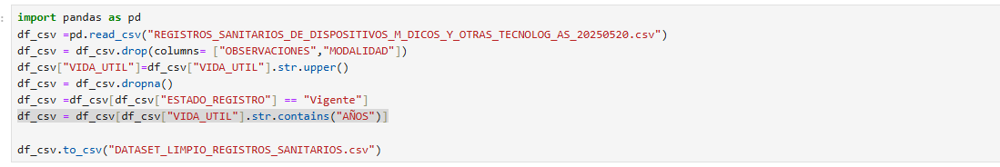 :
import pandas as pd
df_csv =pd.read_csv("REGISTROS_SANITARIOS_DE_DISPOSITIVOS_M_DICOS_Y_OTRAS_TECNOLOG_AS_20250520.csv")
df_csv = df_csv.drop(columns= ["OBSERVACIONES","MODALIDAD"])
df_csv["VIDA_UTIL"]=df_csv["VIDA_UTIL"].str.upper()
df_csv = df_csv.dropna()
df_csv =df_csv[df_csv["ESTADO_REGISTRO"] == "Vigente"]
df_csv = df_csv[df_csv["VIDA_UTIL"].str.contains("AÑOS")]
df_csv.to_csv("DATASET_LIMPIO_REGISTROS_SANITARIOS.csv")